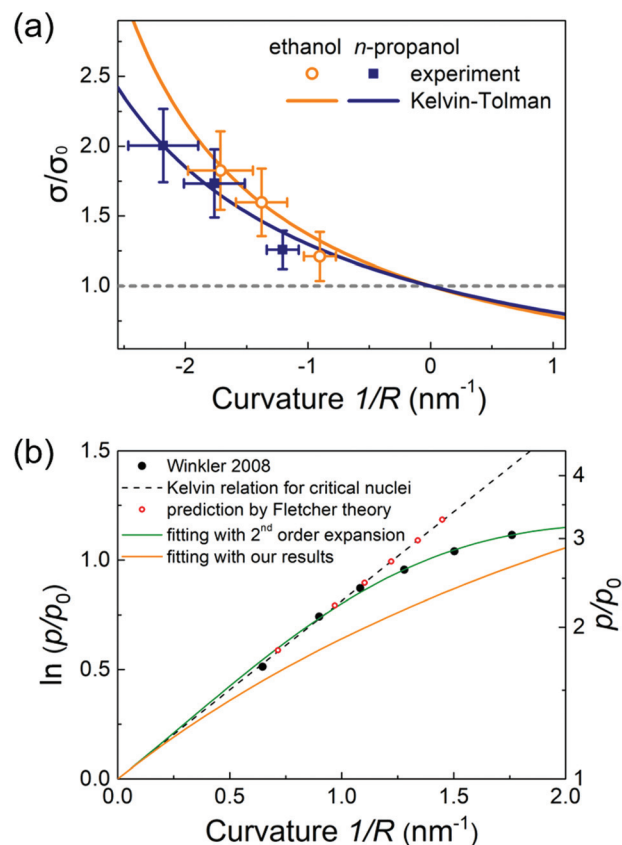 (a)
ethanol n-propanol
experiment
Kelvin-Tolman
2.5
2.0
1.5
1.0
σ/σ0
-2 -1 0 1
Curvature 1/R (nm⁻¹)
(b)
1.5
1.0
0.5
0.0
ln (p/p0)
Winkler 2008
Kelvin relation for critical nuclei
prediction by Fletcher theory
fitting with 2nd order expansion
fitting with our results
4
3
2
1
p/p0
0.0 0.5 1.0 1.5 2.0
Curvature 1/R (nm⁻¹)